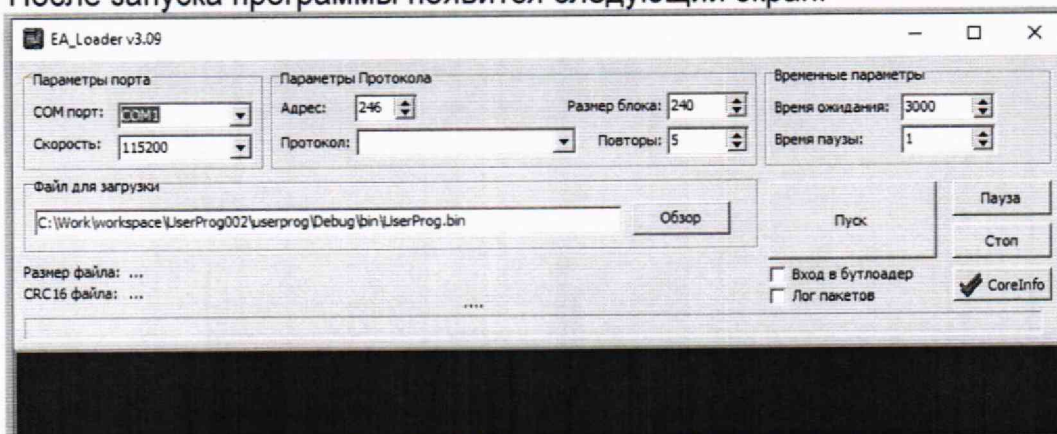 После запуска программы появится следующий экран:
EA_Loader v3.09
Параметры порта
COM порт: COM1
Скорость: 115200
Параметры Протокола
Адрес: 246
Размер блока: 240
Протокол:
Повторы: 5
Временные параметры
Время ожидания: 3000
Время паузы: 1
Файл для загрузки
C:\Work\workspace\UserProg002\userprog\Debug\bin\UserProg.bin
Обзор
Пуск
Пауза
Стоп
Размер файла: ...
CRC16 файла: ...
....
Вход в бутлоадер
Лог пакетов
CoreInfo